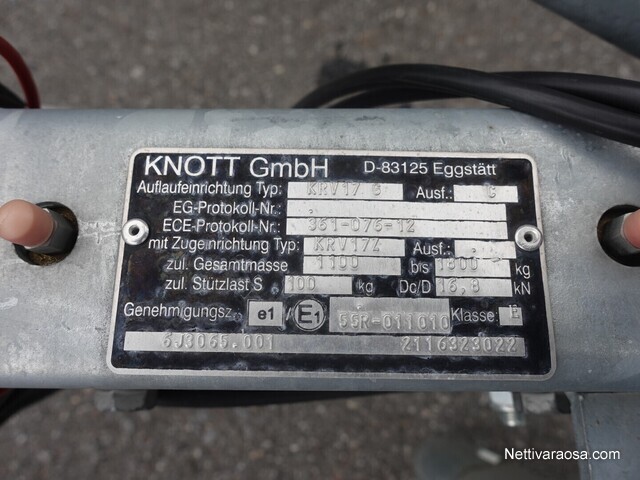 KNOTT GmbH D-83125 Eggstätt
Auflaufeinrichtung Typ: KRV17 G Ausf.: G
EG-Protokoll-Nr.:
ECE-Protokoll-Nr.: 361-076-12
mit Zugeinrichtung Typ: KRV17Z Ausf.:
zul. Gesamtmasse 1100 bis 1800 kg
zul. Stützlast S 100 kg Dc/D 16,8 kN
Genehmigungsz. e1 / E1 55R-011010 Klasse: E
6J3065.001 2116323022
Nettivaraosa.com